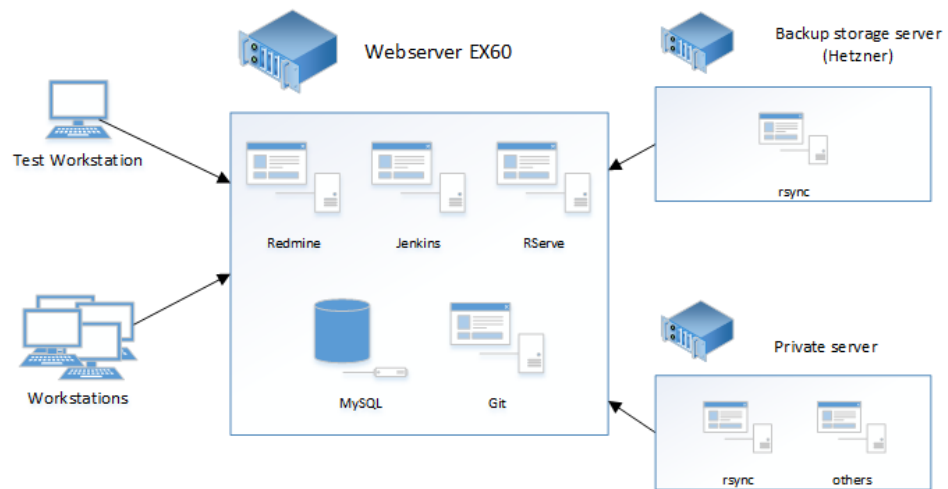 Webserver EX60
Backup storage server
(Hetzner)
Test Workstation
Redmine
Jenkins
RServe
rsync
Workstations
MySQL
Git
Private server
rsync
others